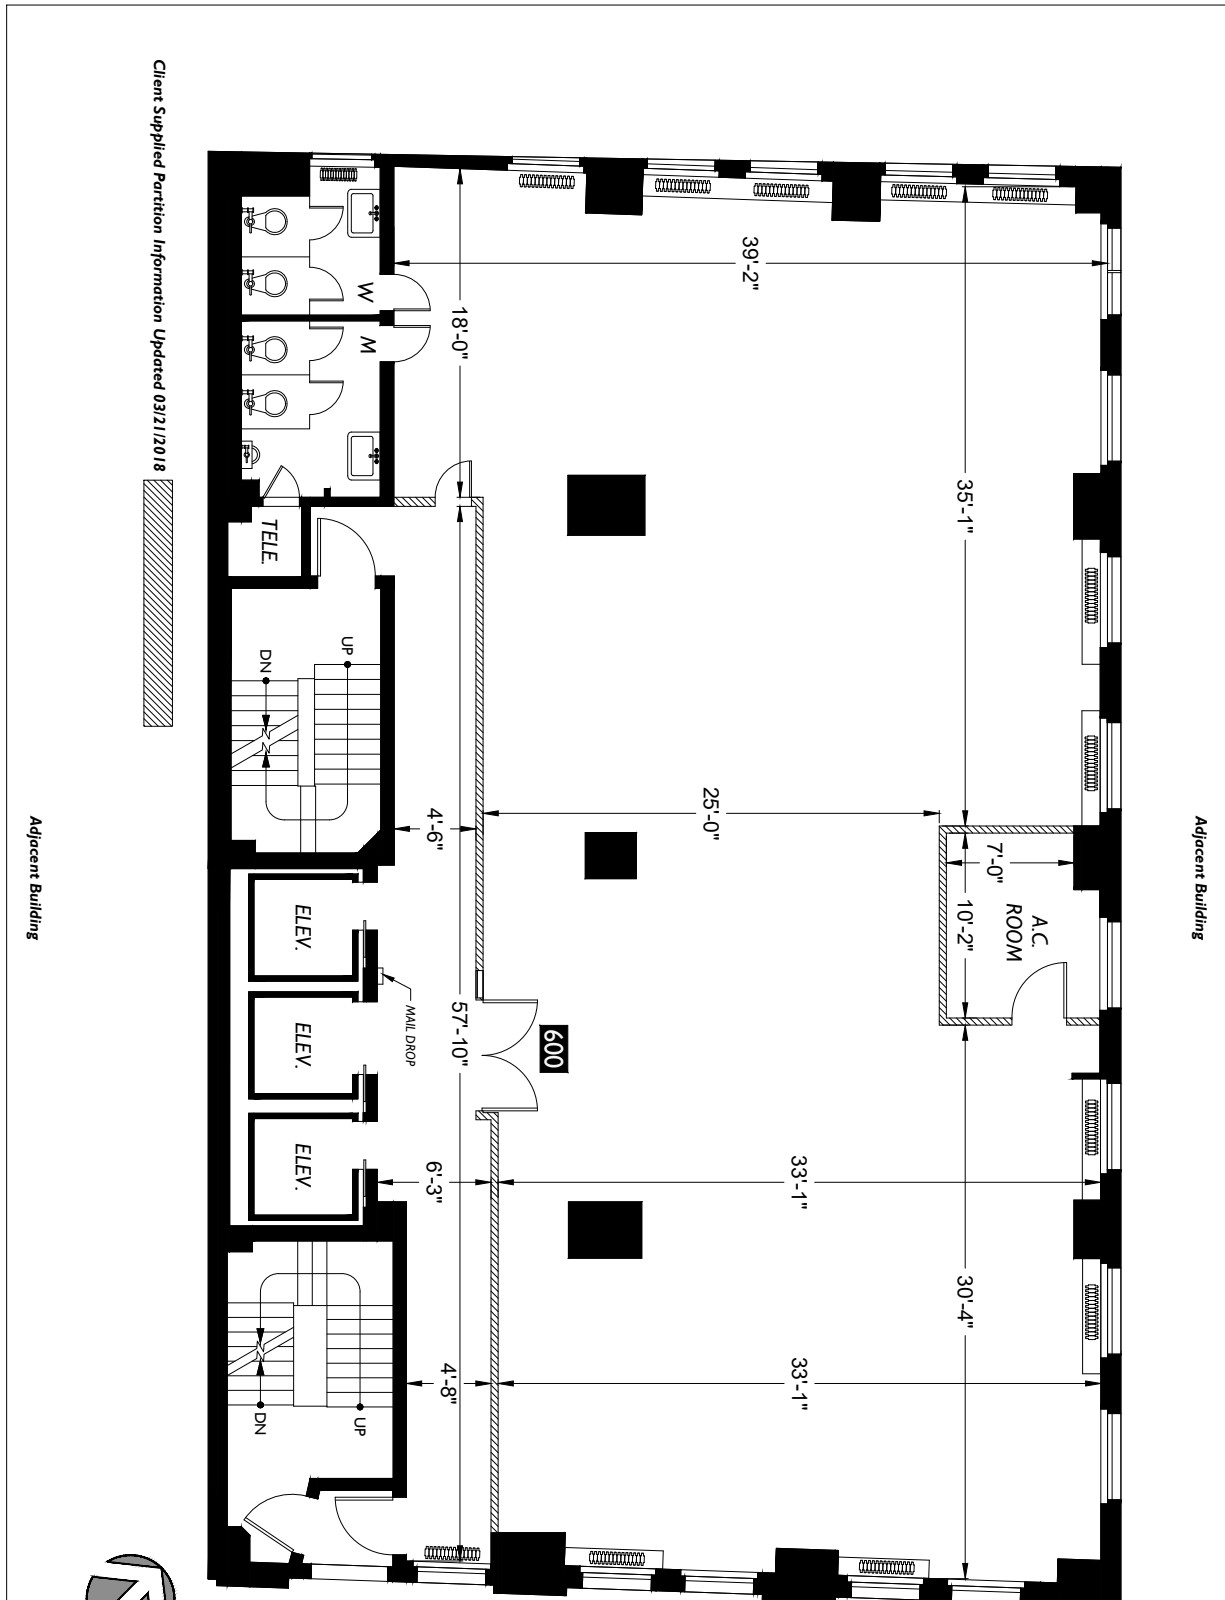 Client Supplied Partition Information Updated 03/21/2018
Adjacent Building
Adjacent Building
39'-2"
18'-0"
35'-1"
W
M
TELE.
UP
DN
25'-0"
4'-6"
7'-0"
10'-2"
A.C.
ROOM
ELEV.
ELEV.
ELEV.
MAIL DROP
57'-10"
600
6'-3"
33'-1"
30'-4"
4'-8"
33'-1"
UP
DN